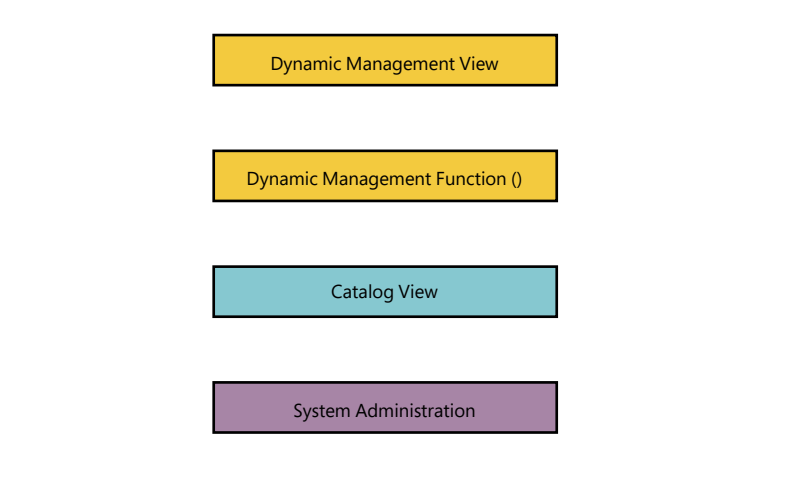 Dynamic Management View
Dynamic Management Function ()
Catalog View
System Administration